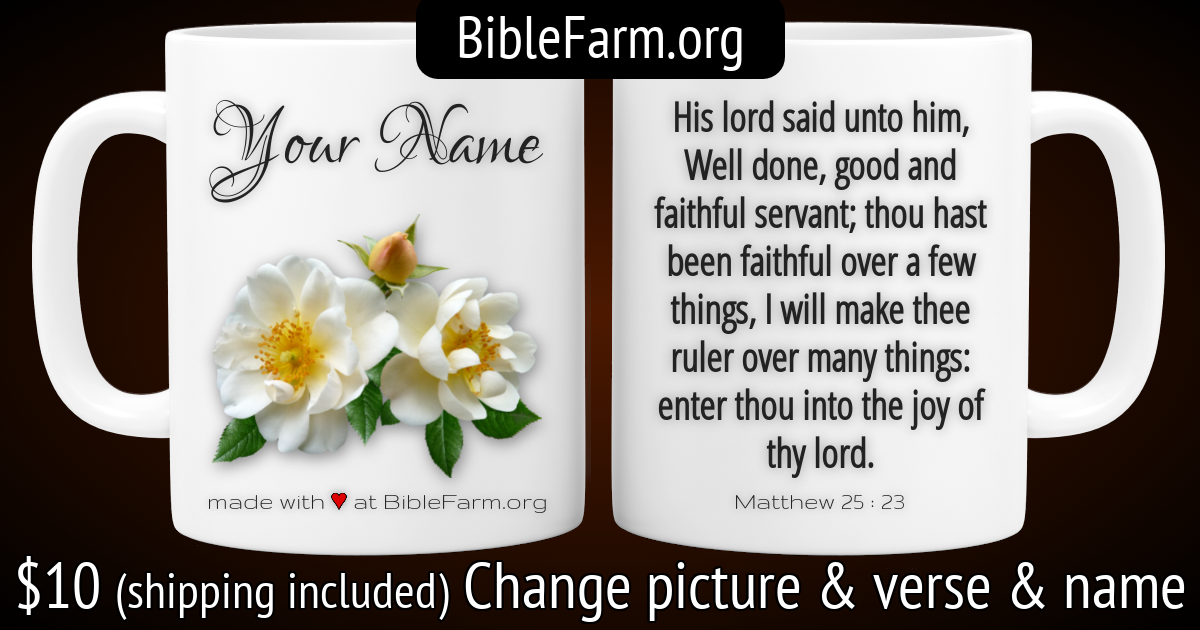 BibleFarm.org
Your Name
made with ❤ at BibleFarm.org
His lord said unto him,
Well done, good and
faithful servant; thou hast
been faithful over a few
things, I will make thee
ruler over many things:
enter thou into the joy of
thy lord.
Matthew 25 : 23
$10 (shipping included) Change picture & verse & name